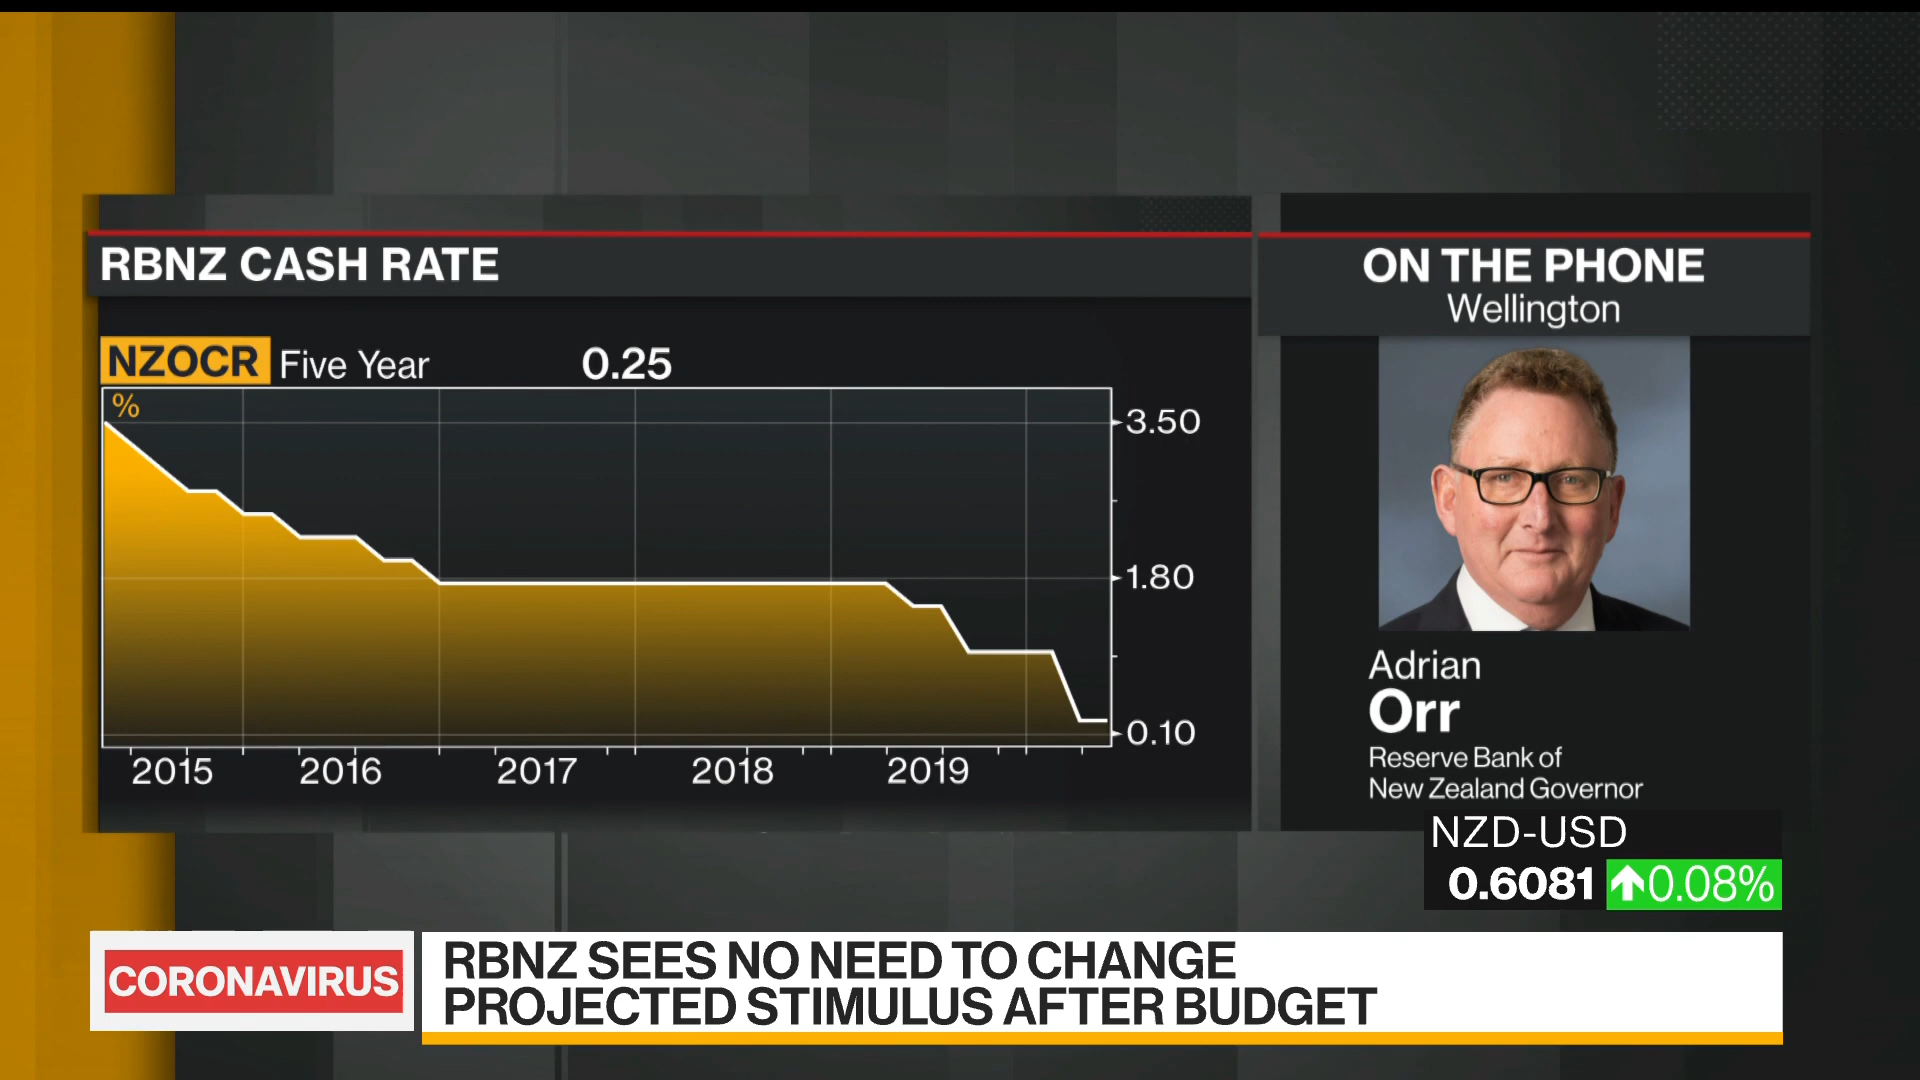 RBNZ CASH RATE
NZOCR Five Year 0.25
%
3.50
1.80
0.10
2015 2016 2017 2018 2019
ON THE PHONE
Wellington
Adrian
Orr
Reserve Bank of
New Zealand Governor
NZD-USD
0.6081 ↑0.08%
CORONAVIRUS
RBNZ SEES NO NEED TO CHANGE
PROJECTED STIMULUS AFTER BUDGET